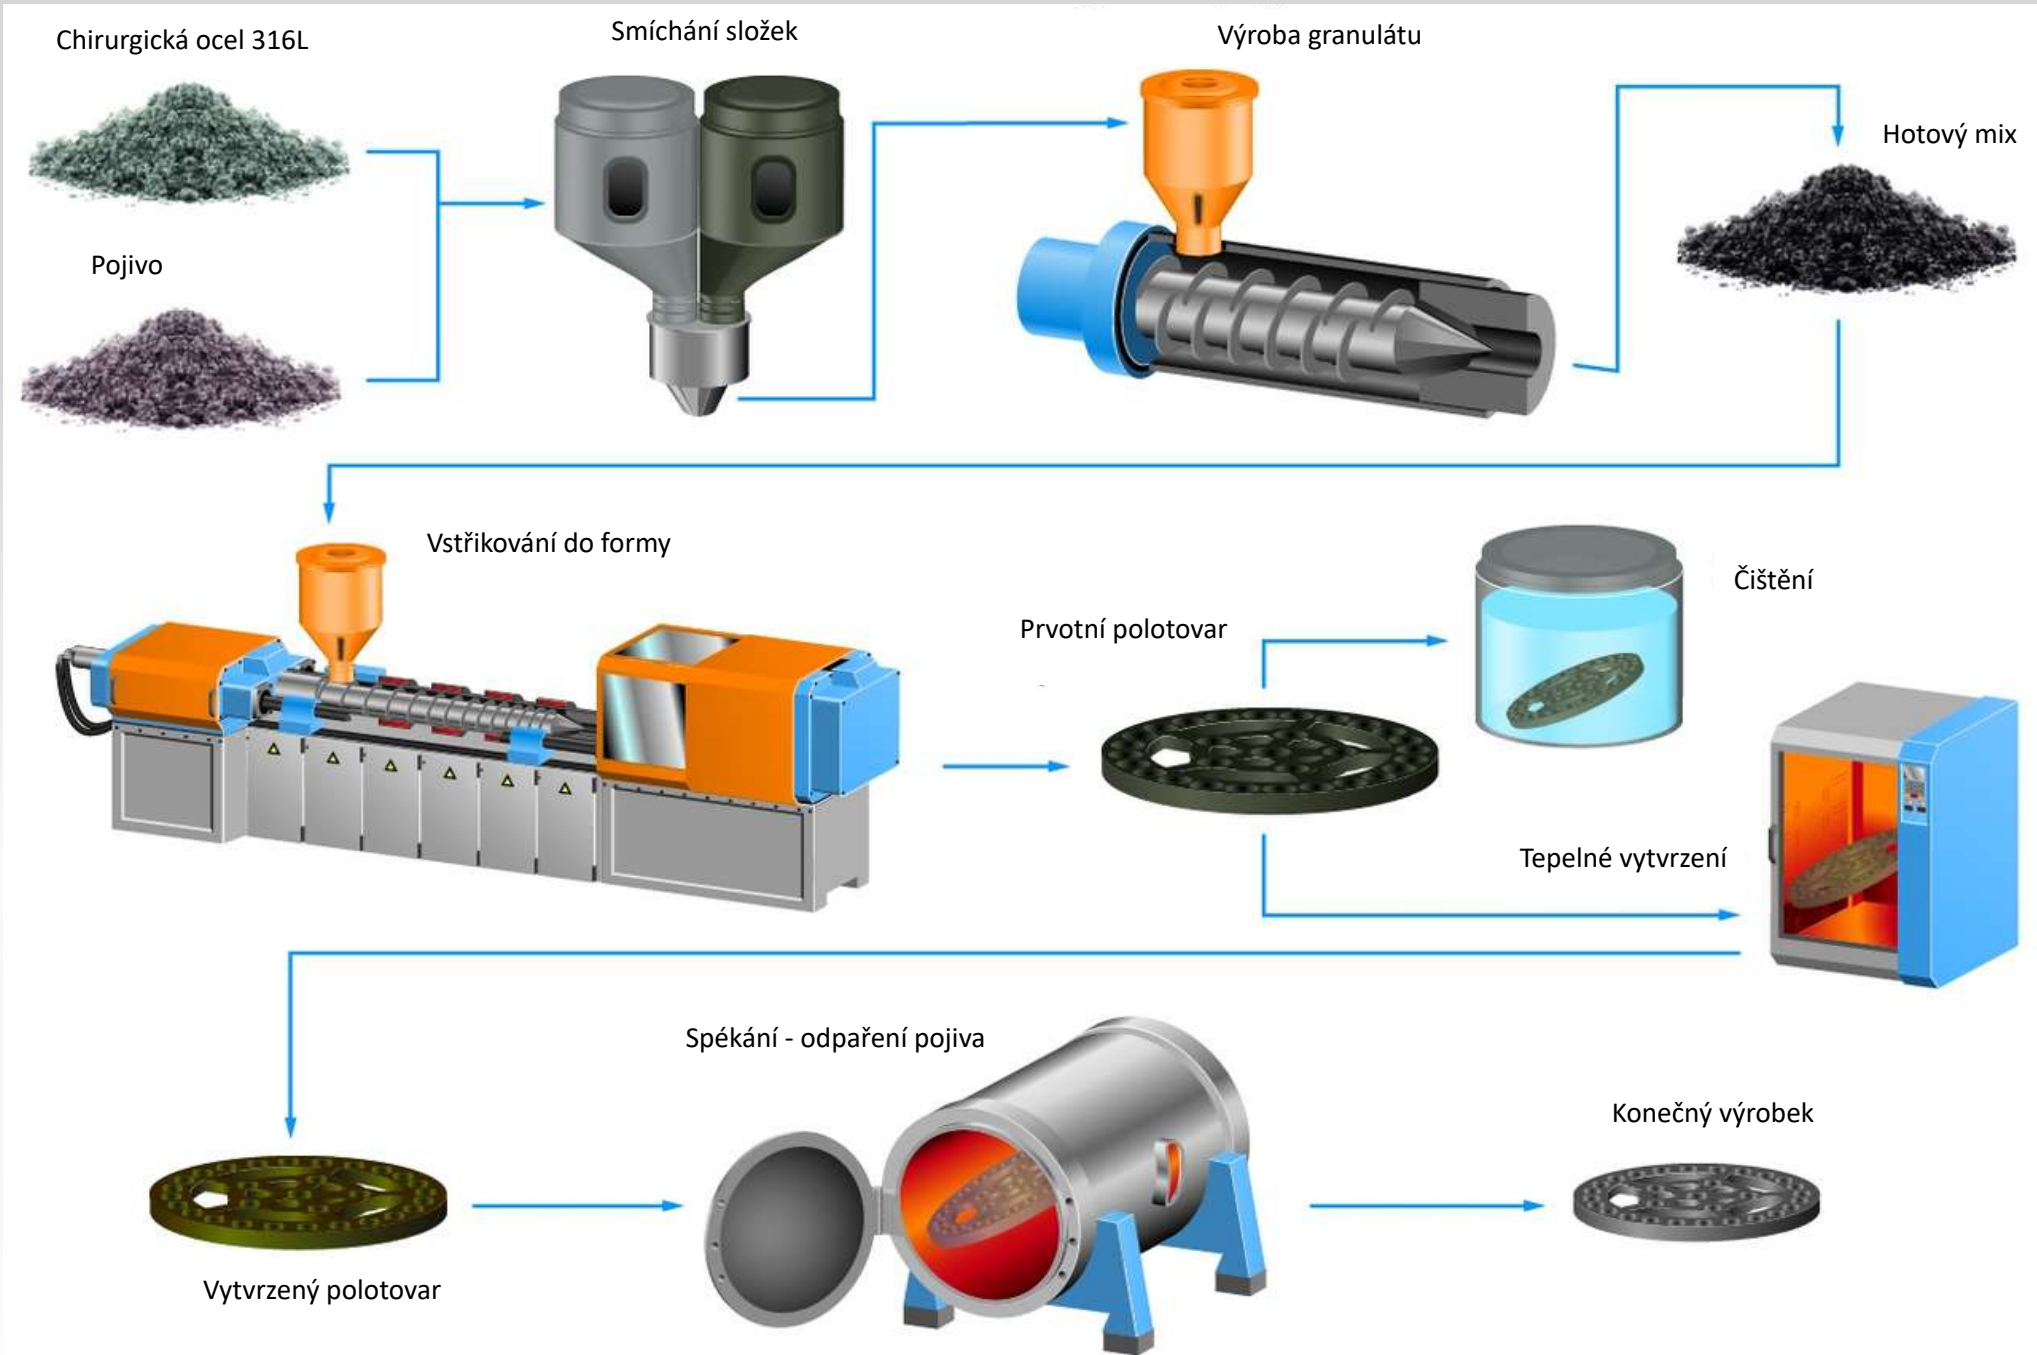 Chirurgická ocel 316L
Smíchání složek
Výroba granulátu
Hotový mix
Pojivo
Vstřikování do formy
Prvotní polotovar
Čištění
Tepelné vytvrzení
Spékání - odpaření pojiva
Vytvrzený polotovar
Konečný výrobek